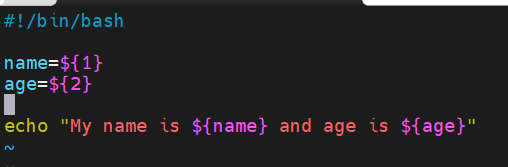 #!/bin/bash
name=${1}
age=${2}
echo "My name is ${name} and age is ${age}"
~